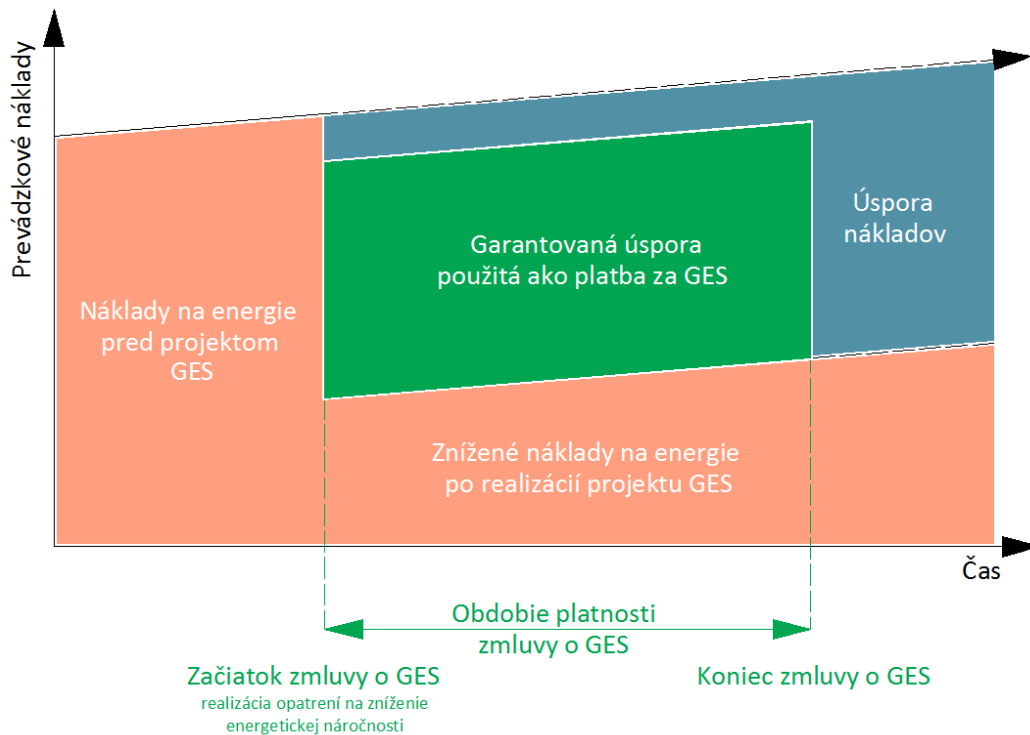 Prevádzkové náklady
Náklady na energie
pred projektom
GES
Garantovaná úspora
použitá ako platba za GES
Úspora
nákladov
Znížené náklady na energie
po realizácií projektu GES
Čas
Obdobie platnosti
zmluvy o GES
Začiatok zmluvy o GES
realizácia opatrení na zníženie
energetickej náročnosti
Koniec zmluvy o GES